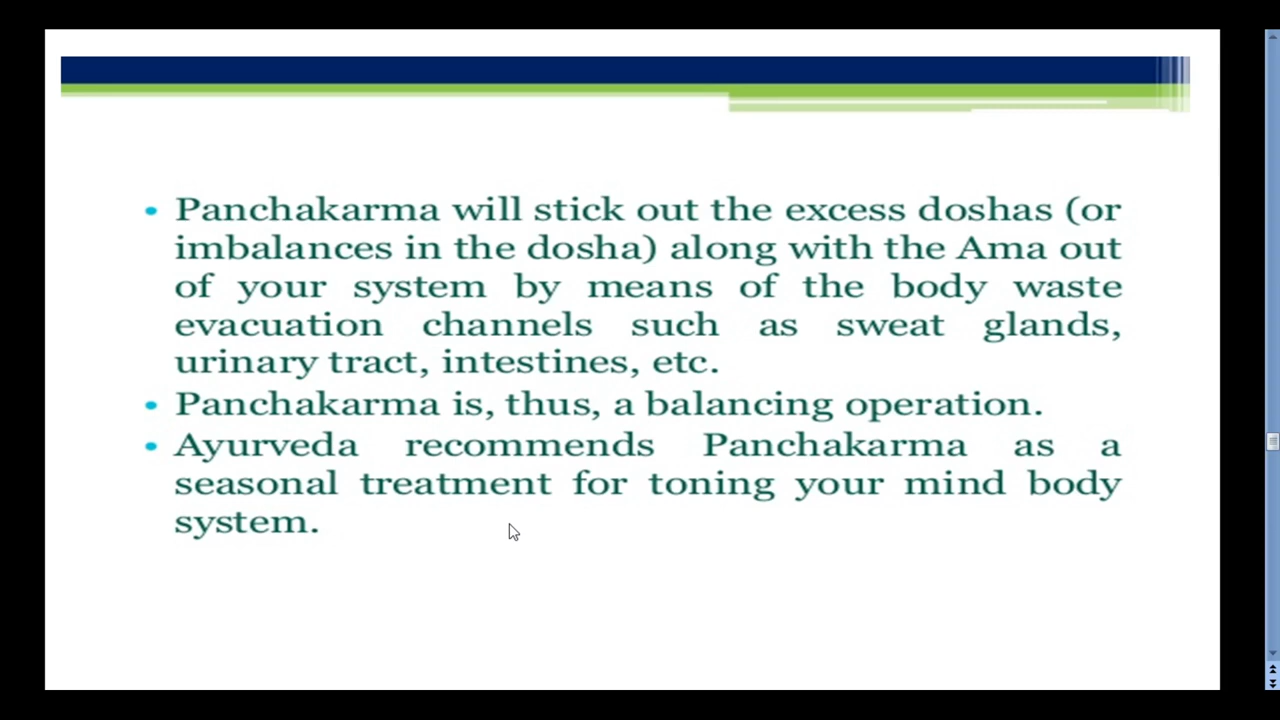 • Panchakarma will stick out the excess doshas (or
imbalances in the dosha) along with the Ama out
of your system by means of the body waste
evacuation channels such as sweat glands,
urinary tract, intestines, etc.
• Panchakarma is, thus, a balancing operation.
• Ayurveda recommends Panchakarma as a
seasonal treatment for toning your mind body
system.